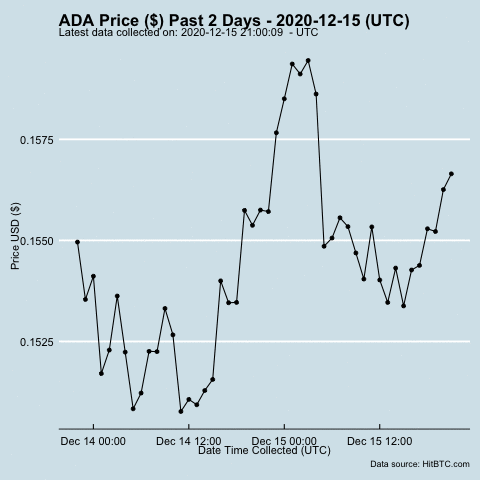 ADA Price ($) Past 2 Days - 2020-12-15 (UTC)
Latest data collected on: 2020-12-15 21:00:09  - UTC
0.1575
0.1550
0.1525
Price USD ($)
Dec 14 00:00 Dec 14 12:00 Dec 15 00:00 Dec 15 12:00
Date Time Collected (UTC)
Data source: HitBTC.com